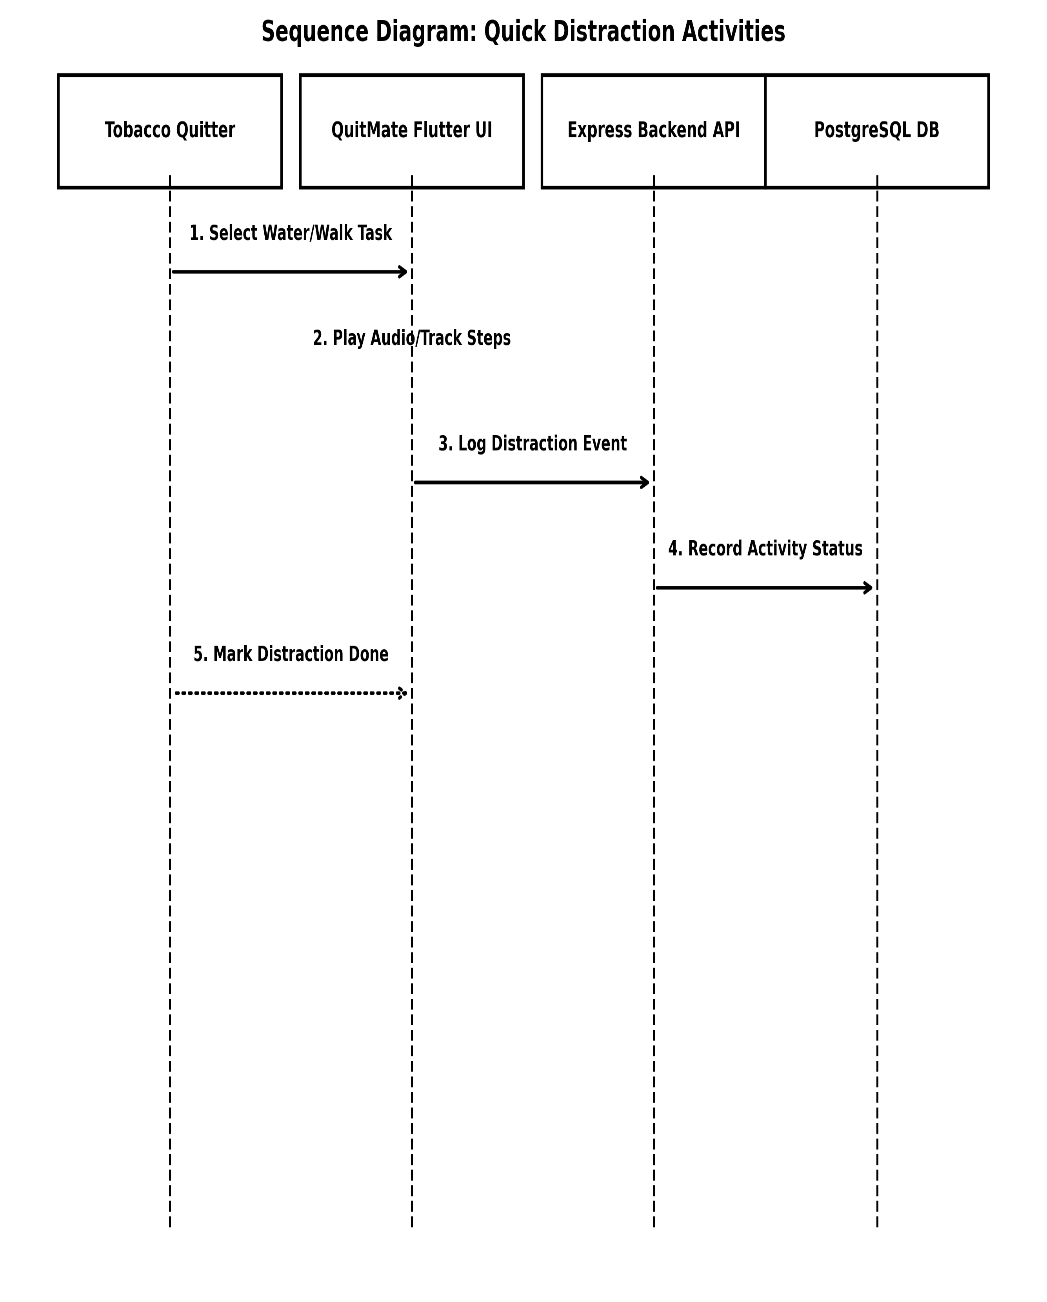 Sequence Diagram: Quick Distraction Activities
Tobacco Quitter
QuitMate Flutter UI
Express Backend API
PostgreSQL DB
1. Select Water/Walk Task
2. Play Audio/Track Steps
3. Log Distraction Event
4. Record Activity Status
5. Mark Distraction Done